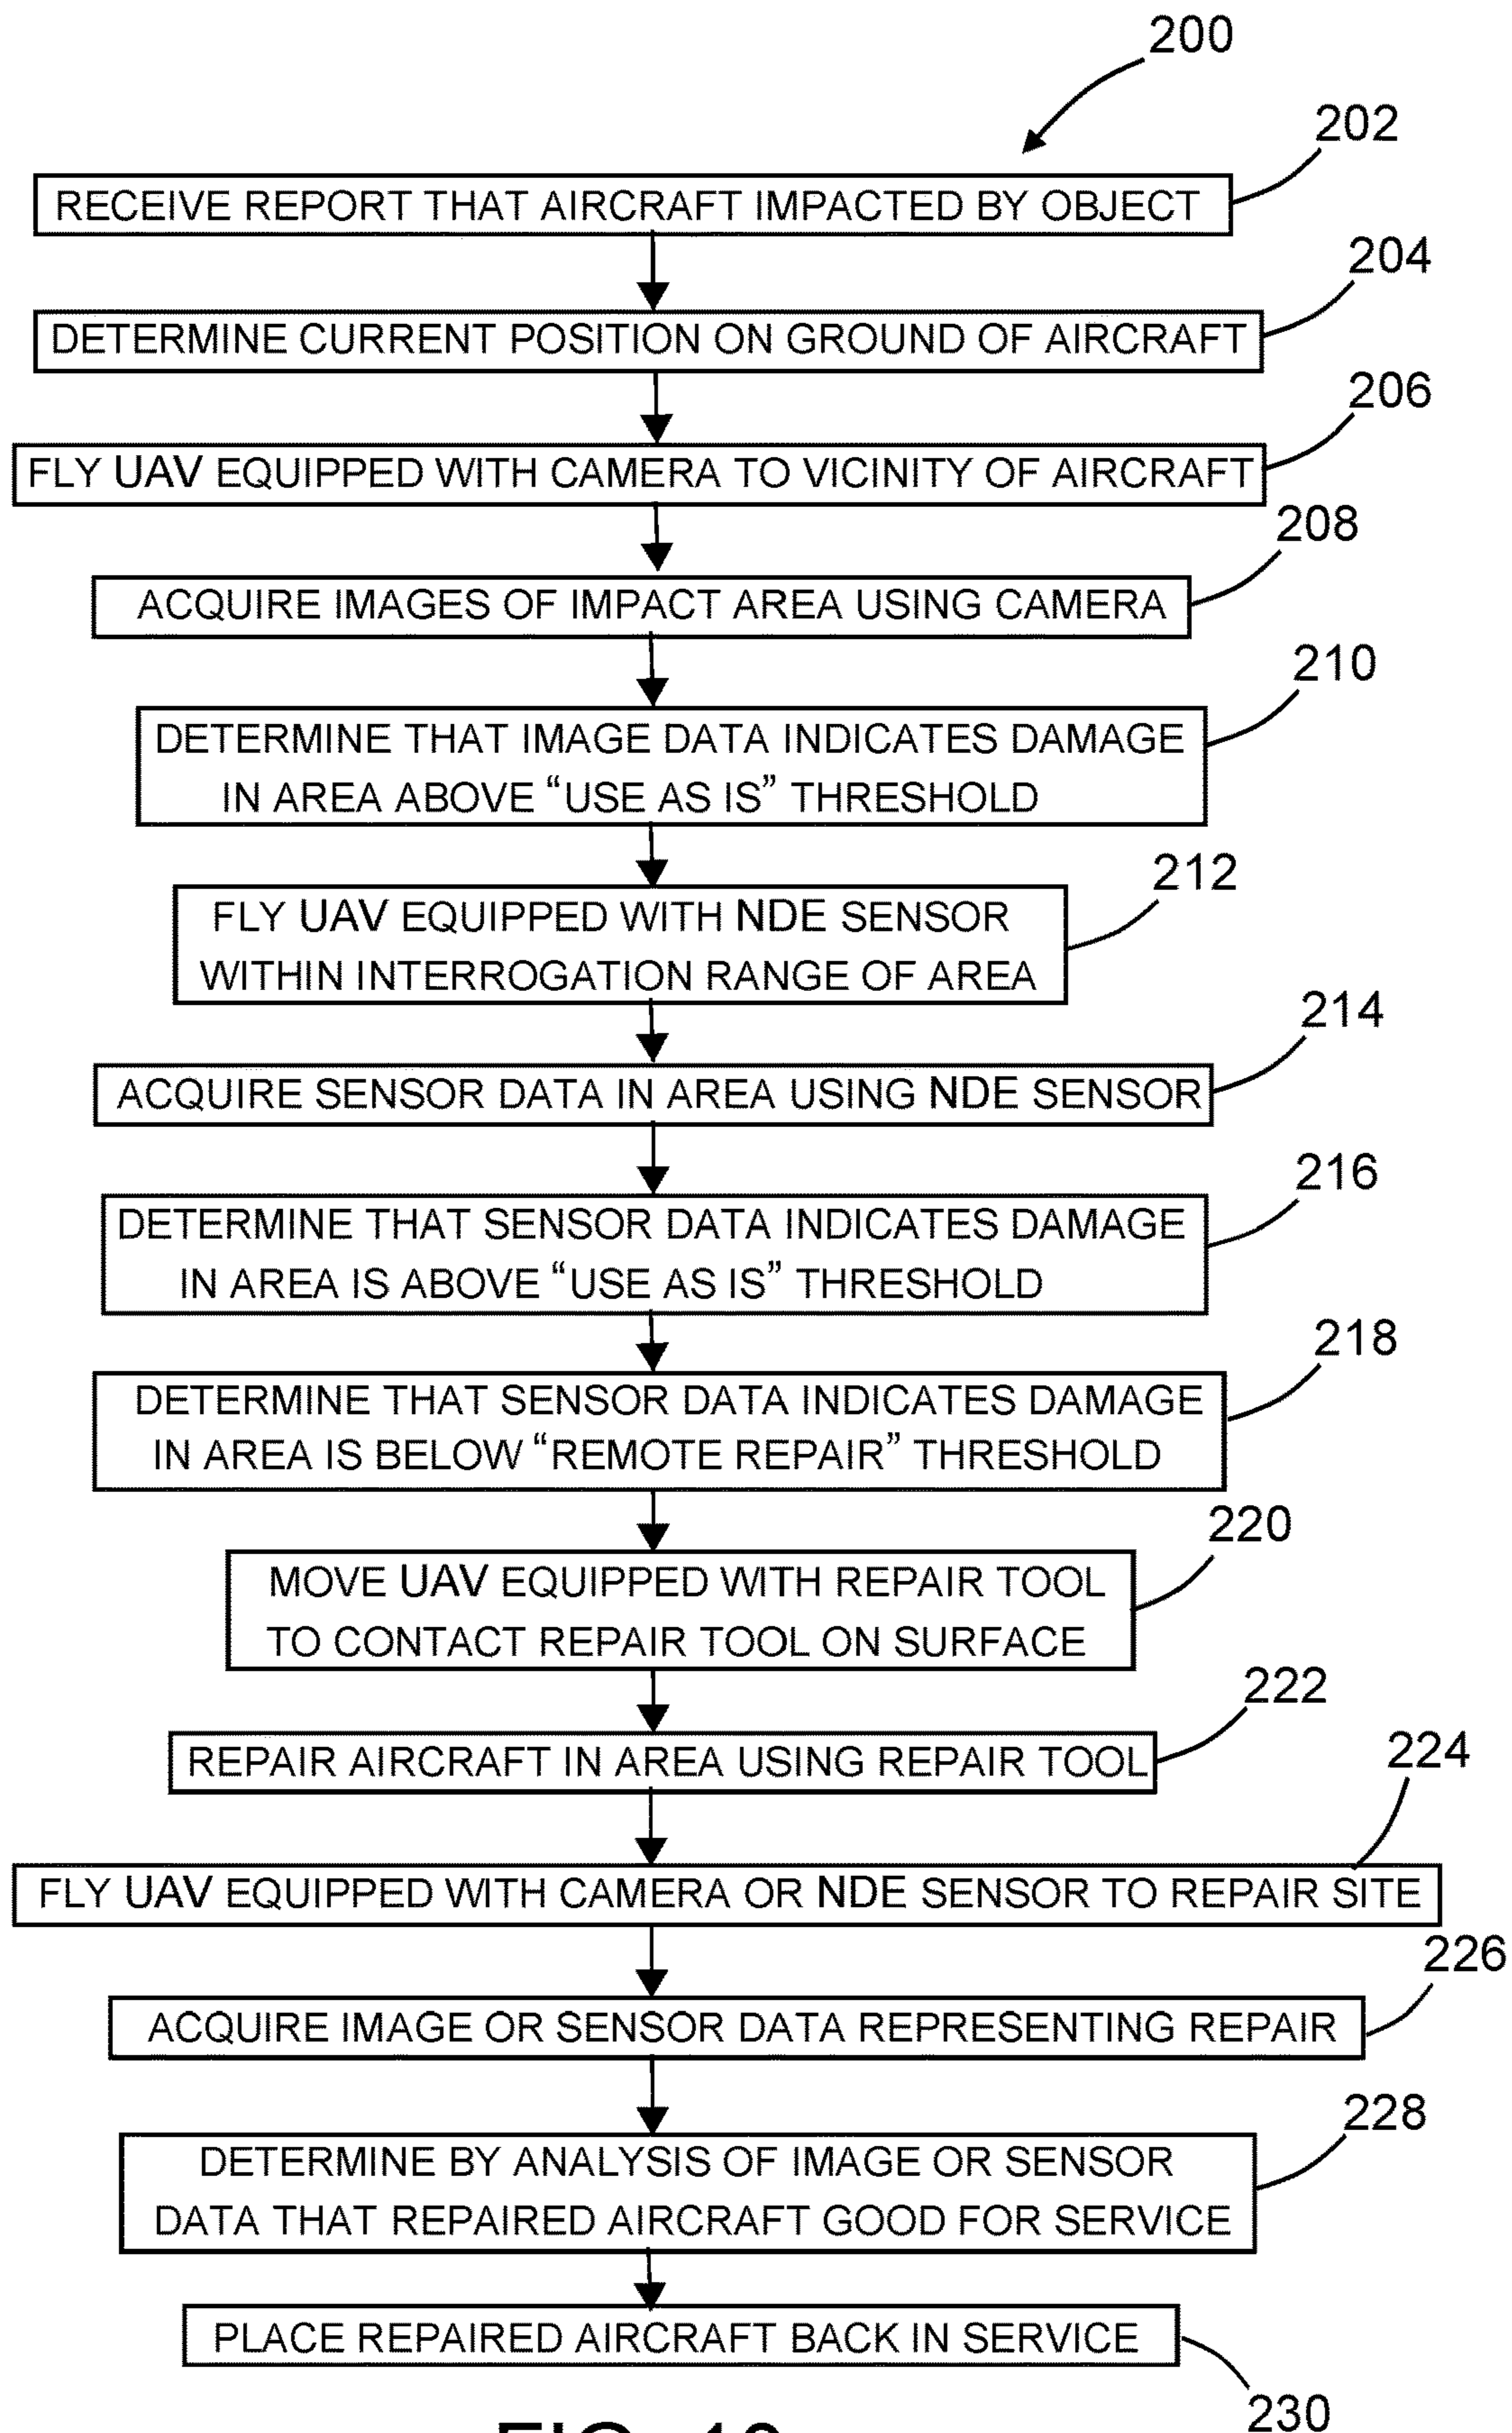 200
202
RECEIVE REPORT THAT AIRCRAFT IMPACTED BY OBJECT
204
DETERMINE CURRENT POSITION ON GROUND OF AIRCRAFT
206
FLY UAV EQUIPPED WITH CAMERA TO VICINITY OF AIRCRAFT
208
ACQUIRE IMAGES OF IMPACT AREA USING CAMERA
210
DETERMINE THAT IMAGE DATA INDICATES DAMAGE
IN AREA ABOVE “USE AS IS” THRESHOLD
212
FLY UAV EQUIPPED WITH NDE SENSOR
WITHIN INTERROGATION RANGE OF AREA
214
ACQUIRE SENSOR DATA IN AREA USING NDE SENSOR
216
DETERMINE THAT SENSOR DATA INDICATES DAMAGE
IN AREA IS ABOVE “USE AS IS” THRESHOLD
218
DETERMINE THAT SENSOR DATA INDICATES DAMAGE
IN AREA IS BELOW “REMOTE REPAIR” THRESHOLD
220
MOVE UAV EQUIPPED WITH REPAIR TOOL
TO CONTACT REPAIR TOOL ON SURFACE
222
REPAIR AIRCRAFT IN AREA USING REPAIR TOOL
224
FLY UAV EQUIPPED WITH CAMERA OR NDE SENSOR TO REPAIR SITE
226
ACQUIRE IMAGE OR SENSOR DATA REPRESENTING REPAIR
228
DETERMINE BY ANALYSIS OF IMAGE OR SENSOR
DATA THAT REPAIRED AIRCRAFT GOOD FOR SERVICE
PLACE REPAIRED AIRCRAFT BACK IN SERVICE
230